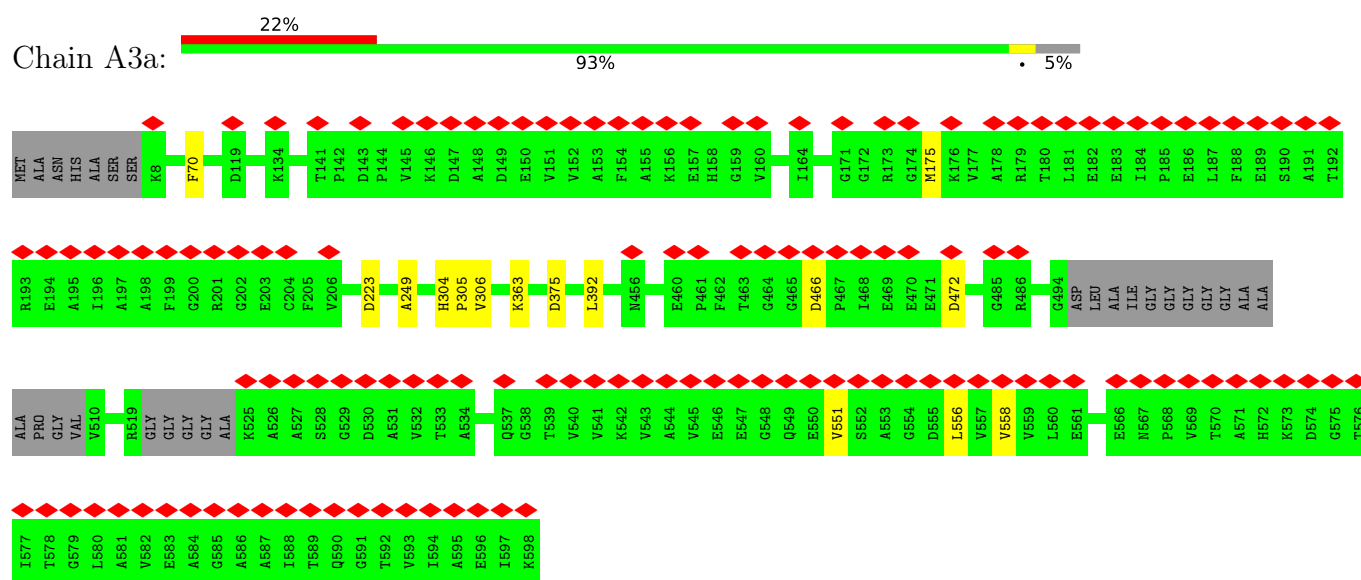 22%
Chain A3a:
93% • 5%
MET ALA ASN HIS ALA SER SER K8 F70 D119 K134 T141 P142 D143 P144 V145 K146 D147 A148 D149 E150 V151 V152 A153 F154 A155 K156 E157 H158 G159 V160 I164 G171 G172 R173 G174 M175 K176 V177 A178 R179 T180 L181 E182 E183 I184 P185 E186 L187 F188 E189 S190 A191 T192
R193 E194 A195 I196 A197 A198 F199 G200 R201 G202 E203 C204 F205 V206 D223 A249 H304 P305 V306 K363 D375 L392 N456 E460 P461 F462 T463 G464 G465 D466 P467 I468 E469 E470 E471 D472 G485 R486 G494 ASP LEU ALA ILE GLY GLY GLY GLY GLY ALA ALA
ALA PRO GLY VAL V510 R519 GLY GLY GLY GLY ALA K525 A526 A527 S528 G529 D530 A531 V532 T533 A534 Q537 G538 T539 V540 V541 K542 V543 A544 V545 E546 E547 G548 Q549 E550 V551 S552 A553 G554 D555 L556 V557 V558 V559 L560 E561 E566 N567 P568 V569 T570 A571 H572 K573 D574 G575 T576
I577 T578 G579 L580 A581 V582 E583 A584 G585 A586 A587 I588 T589 Q590 G591 T592 V593 I594 A595 E596 I597 K598